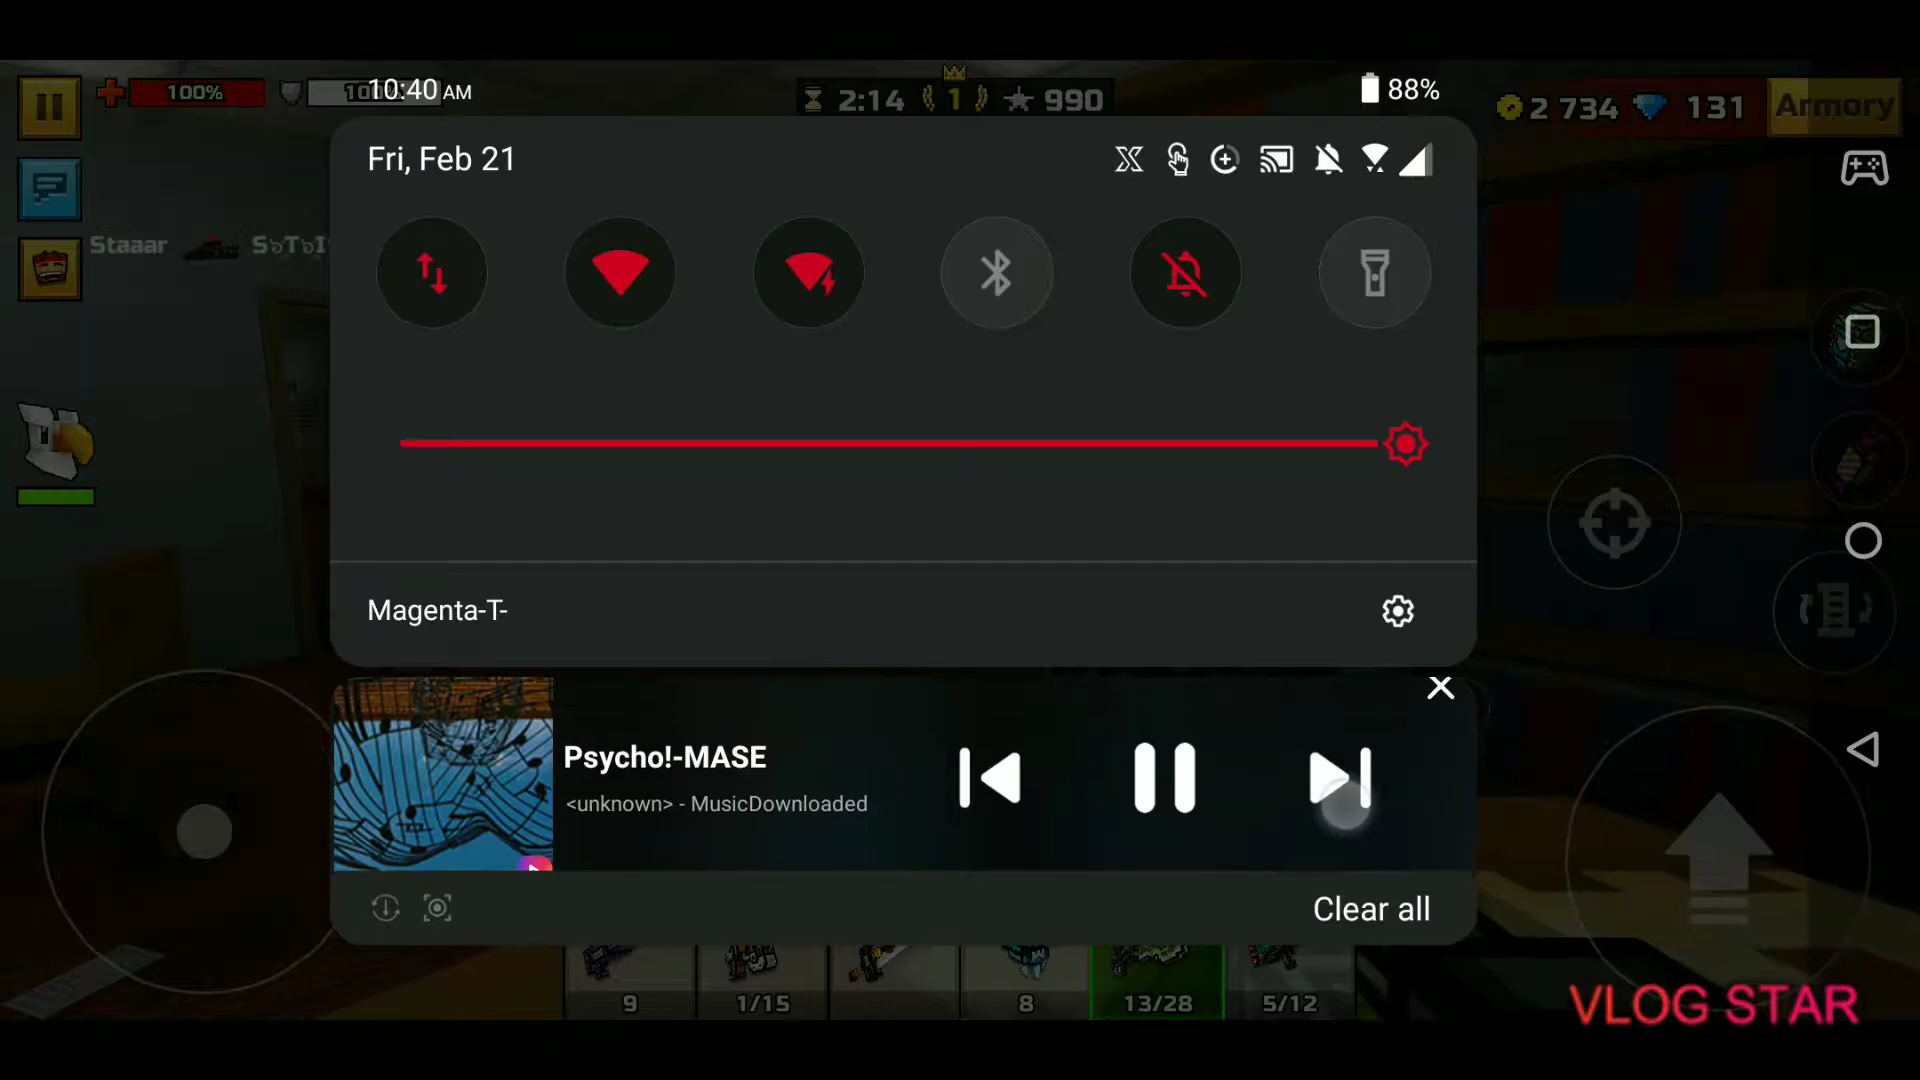 100%
100
10:40 AM
2:14
1
990
88%
2 734
131
Armory
Fri, Feb 21
Staaar
Magenta-T-
Psycho!-MASE
<unknown> - MusicDownloaded
Clear all
9
1/15
8
13/28
5/12
VLOG STAR